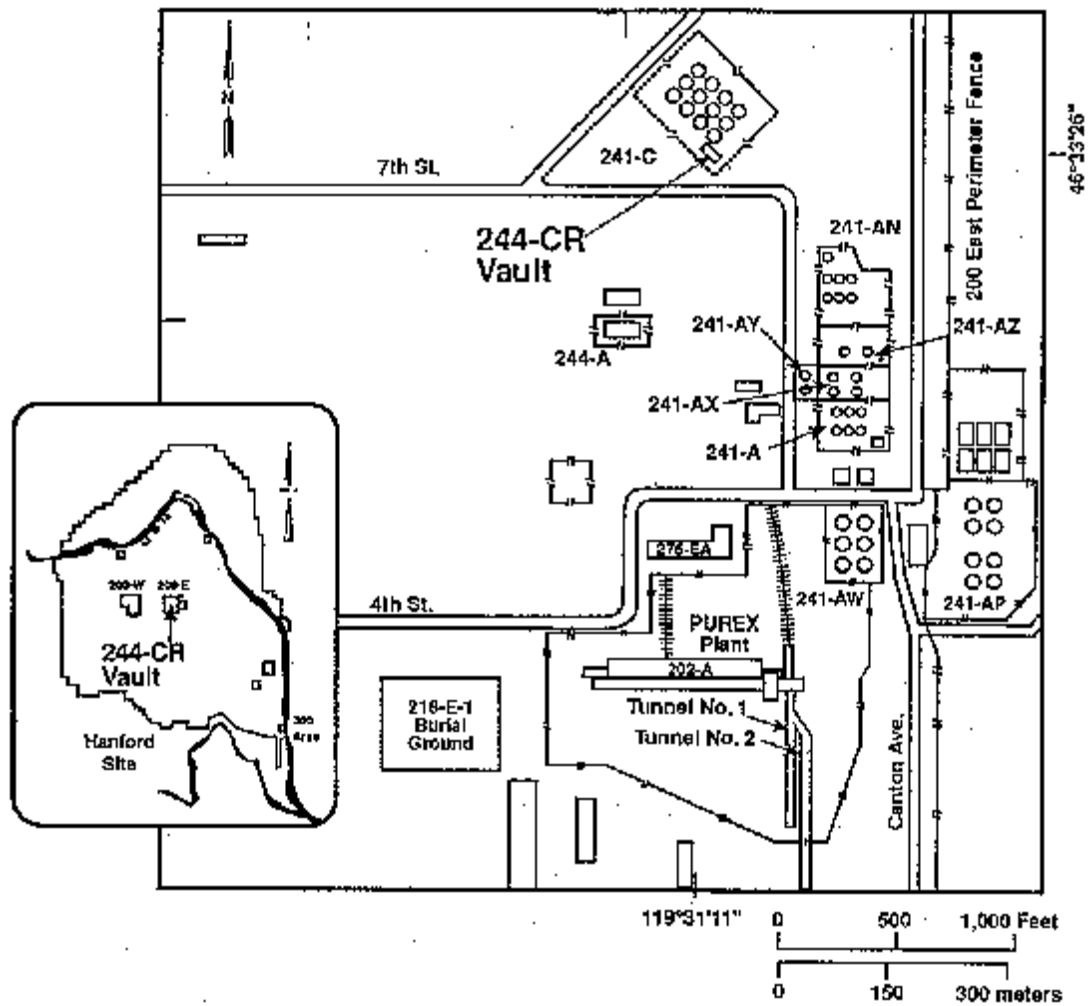 N
7th St.
241-C
244-CR
Vault
46°33'26"
200 East Perimeter Fence
241-AN
241-AY
241-AZ
244-A
241-AX
241-A
276-EA
241-AW
241-AP
4th St.
PUREX
Plant
202-A
218-E-1
Burial
Ground
Tunnel No. 1
Tunnel No. 2
Canton Ave.
200-W
200-E
244-CR
Vault
Hanford
Site
300
Area
119°31'11"
0
500
1,000 Feet
0
150
300 meters